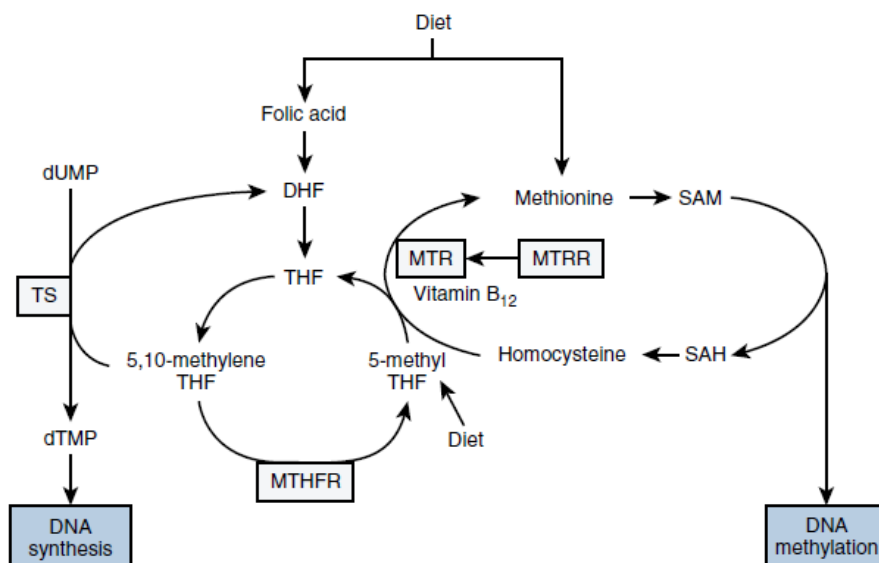 Diet
Folic acid
dUMP
DHF
Methionine
SAM
MTR
MTRR
THF
Vitamin B12
TS
5,10-methylene
THF
5-methyl
THF
Homocysteine
SAH
dTMP
Diet
MTHFR
DNA
synthesis
DNA
methylation